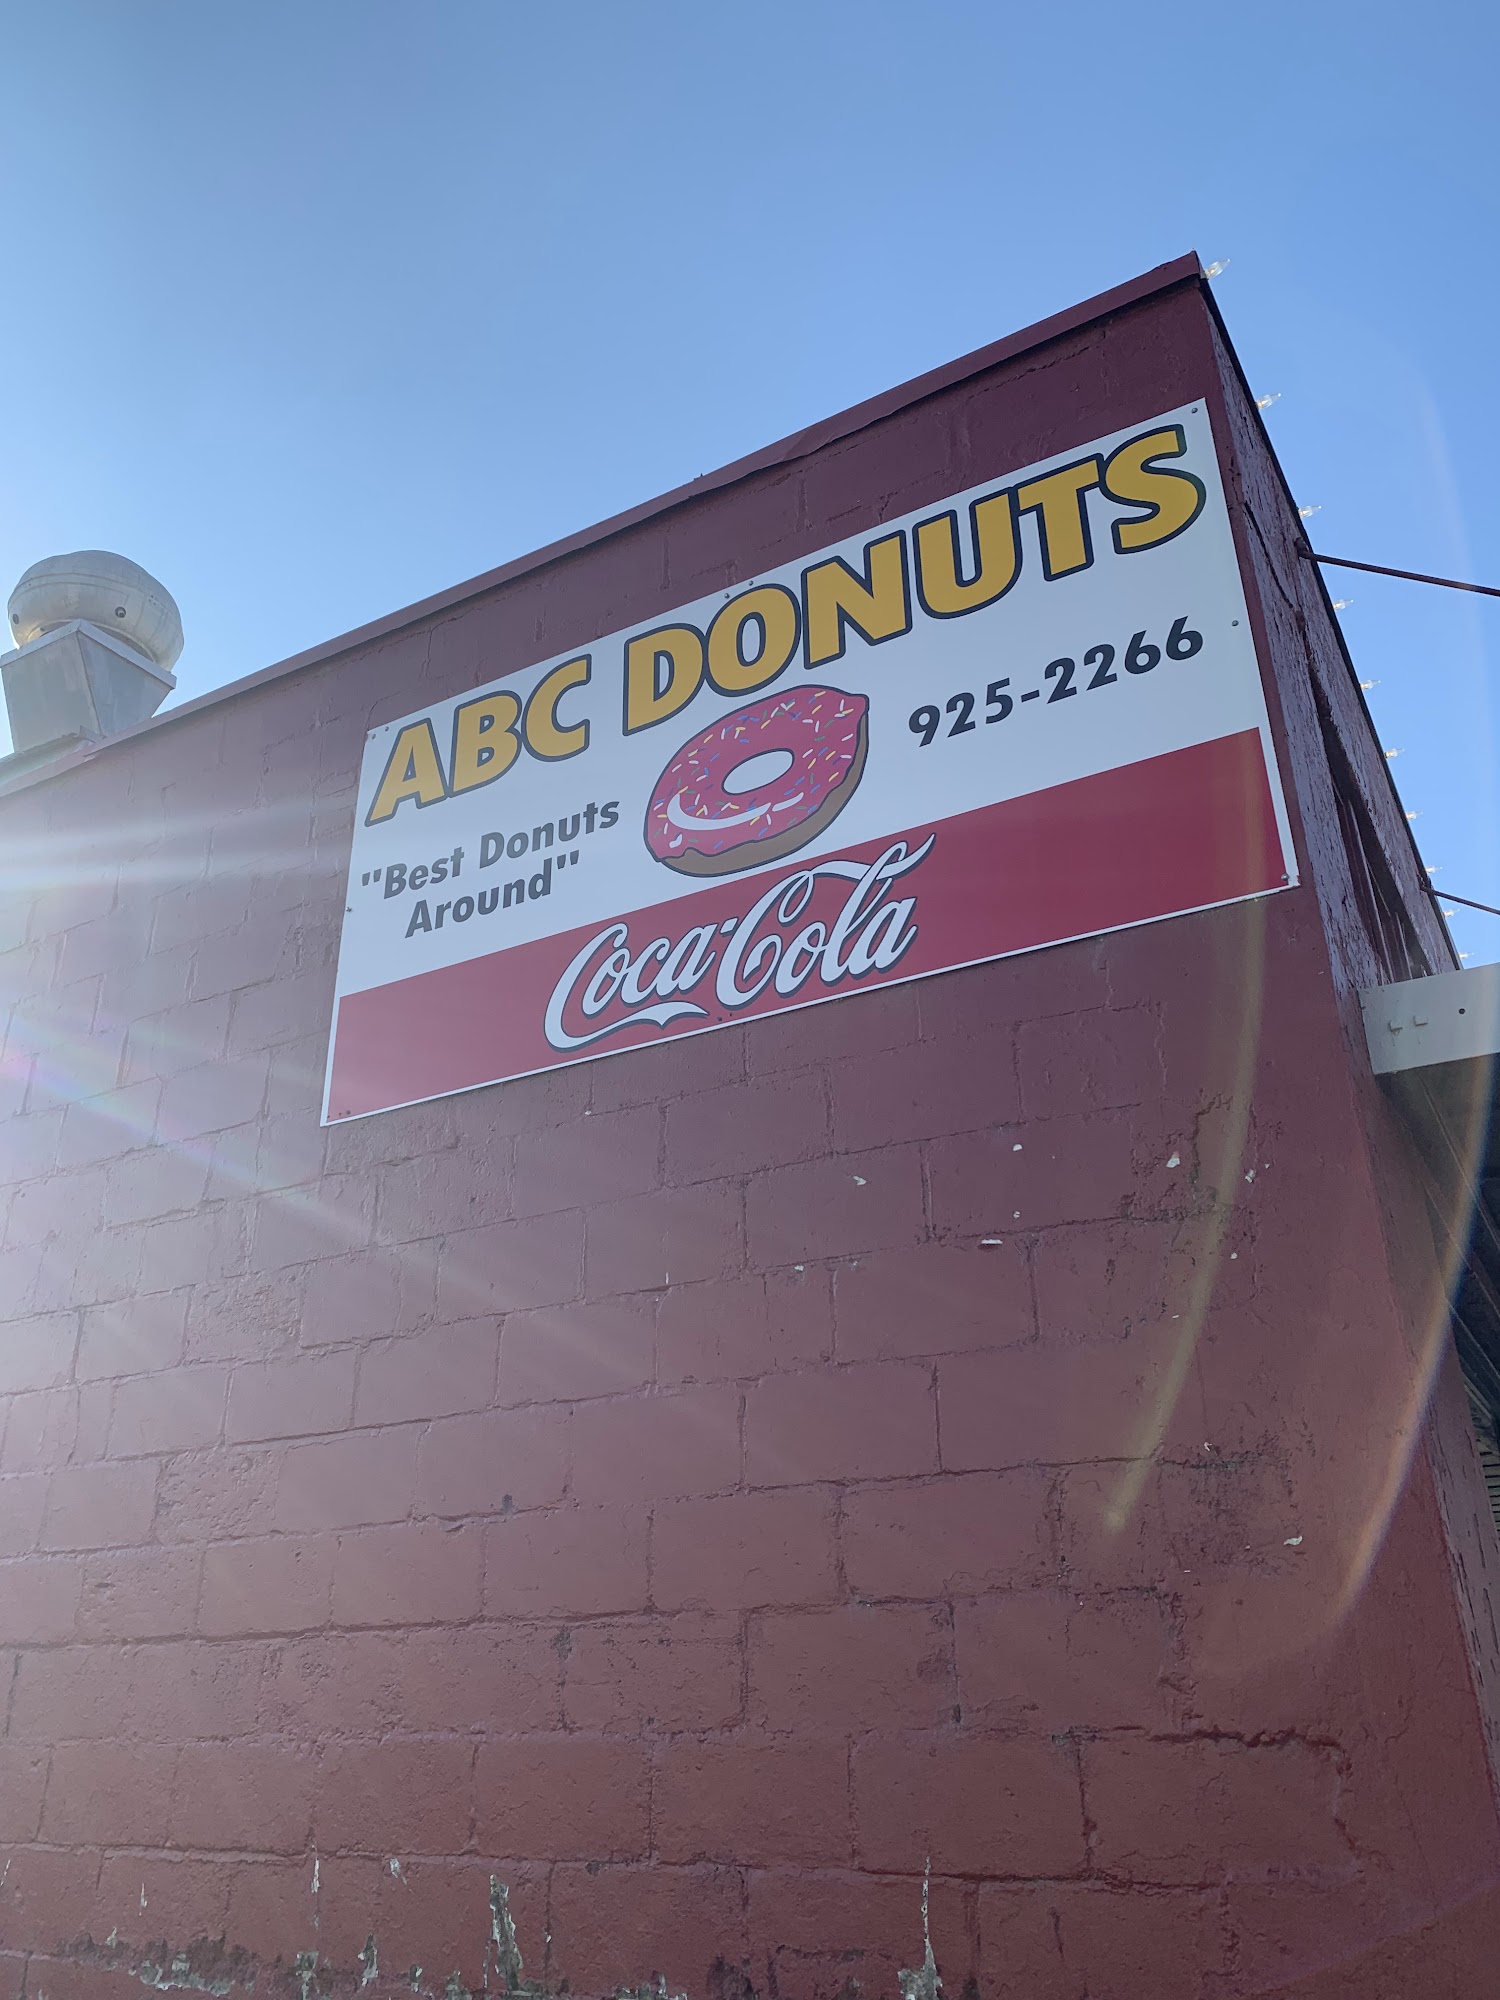 ABC DONUTS
925-2266
"Best Donuts
Around"
Coca-Cola